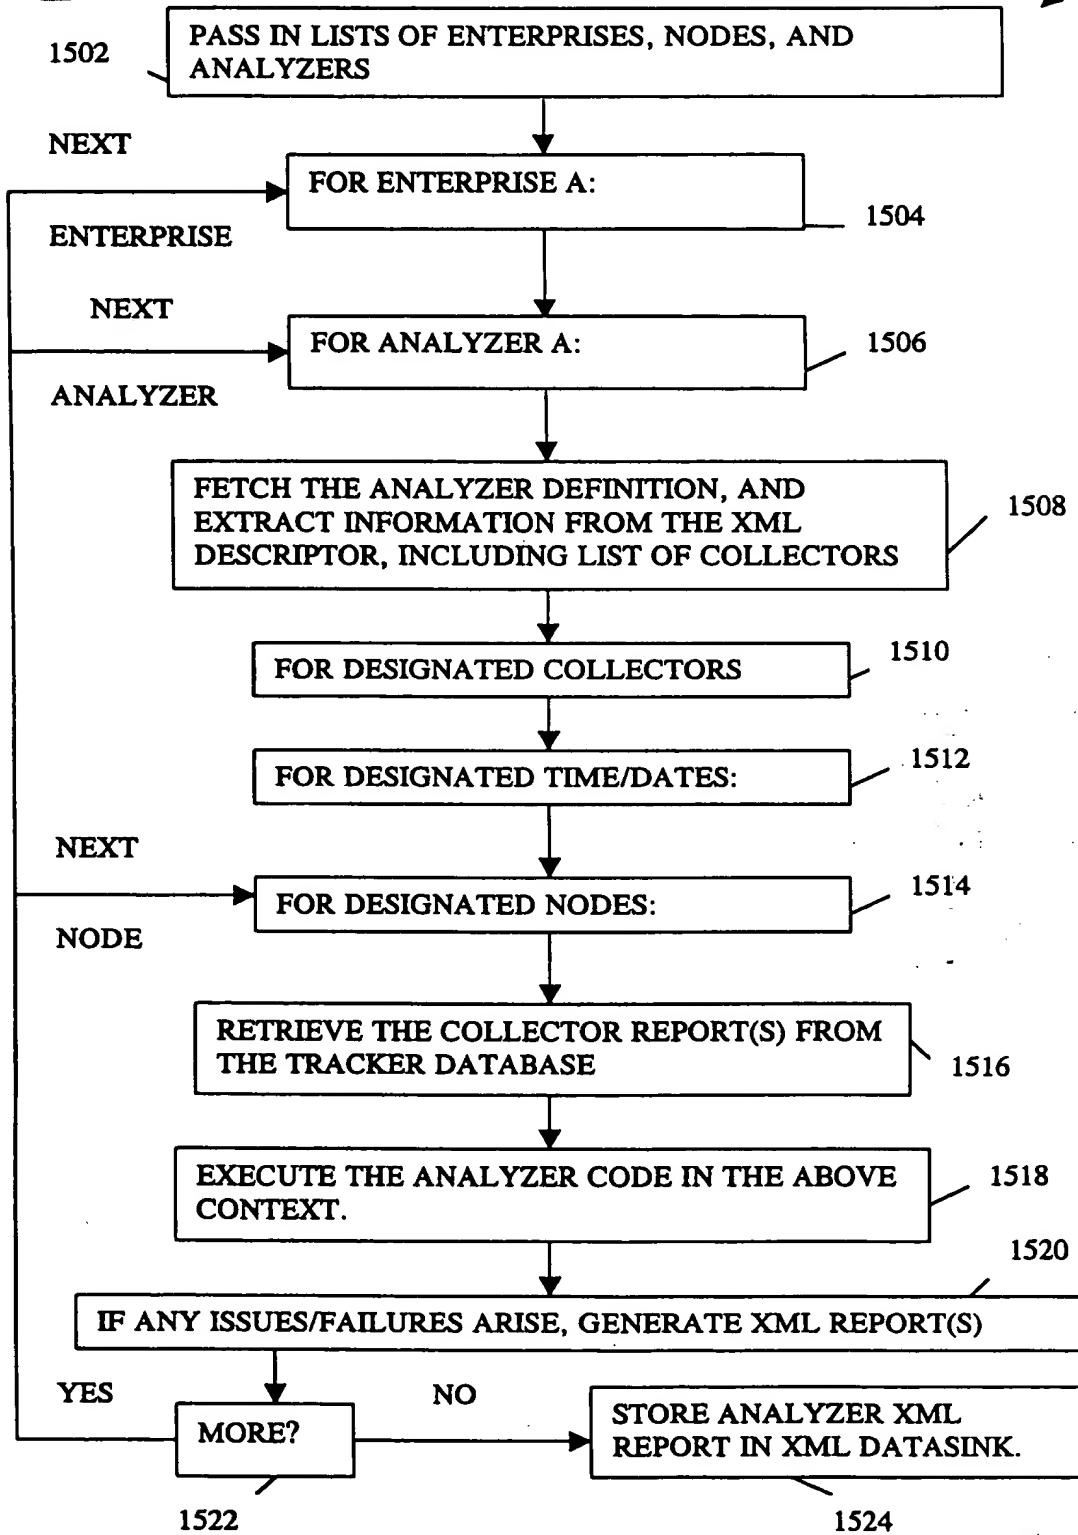 1502
PASS IN LISTS OF ENTERPRISES, NODES, AND
ANALYZERS
NEXT
FOR ENTERPRISE A:
1504
ENTERPRISE
NEXT
FOR ANALYZER A:
1506
ANALYZER
FETCH THE ANALYZER DEFINITION, AND
EXTRACT INFORMATION FROM THE XML
DESCRIPTOR, INCLUDING LIST OF COLLECTORS
1508
FOR DESIGNATED COLLECTORS
1510
FOR DESIGNATED TIME/DATES:
1512
NEXT
FOR DESIGNATED NODES:
1514
NODE
RETRIEVE THE COLLECTOR REPORT(S) FROM
THE TRACKER DATABASE
1516
EXECUTE THE ANALYZER CODE IN THE ABOVE
CONTEXT.
1518
1520
IF ANY ISSUES/FAILURES ARISE, GENERATE XML REPORT(S)
YES
NO
MORE?
STORE ANALYZER XML
REPORT IN XML DATASINK.
1522
1524